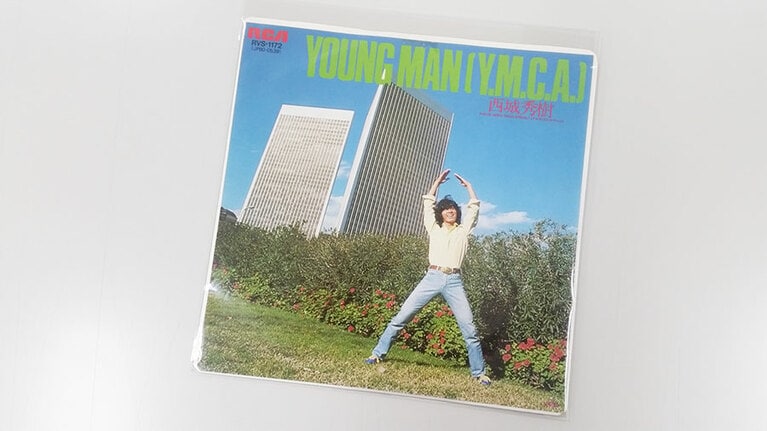 RCA
RVS-1172
YOUNG MAN (Y.M.C.A.)
西城秀樹